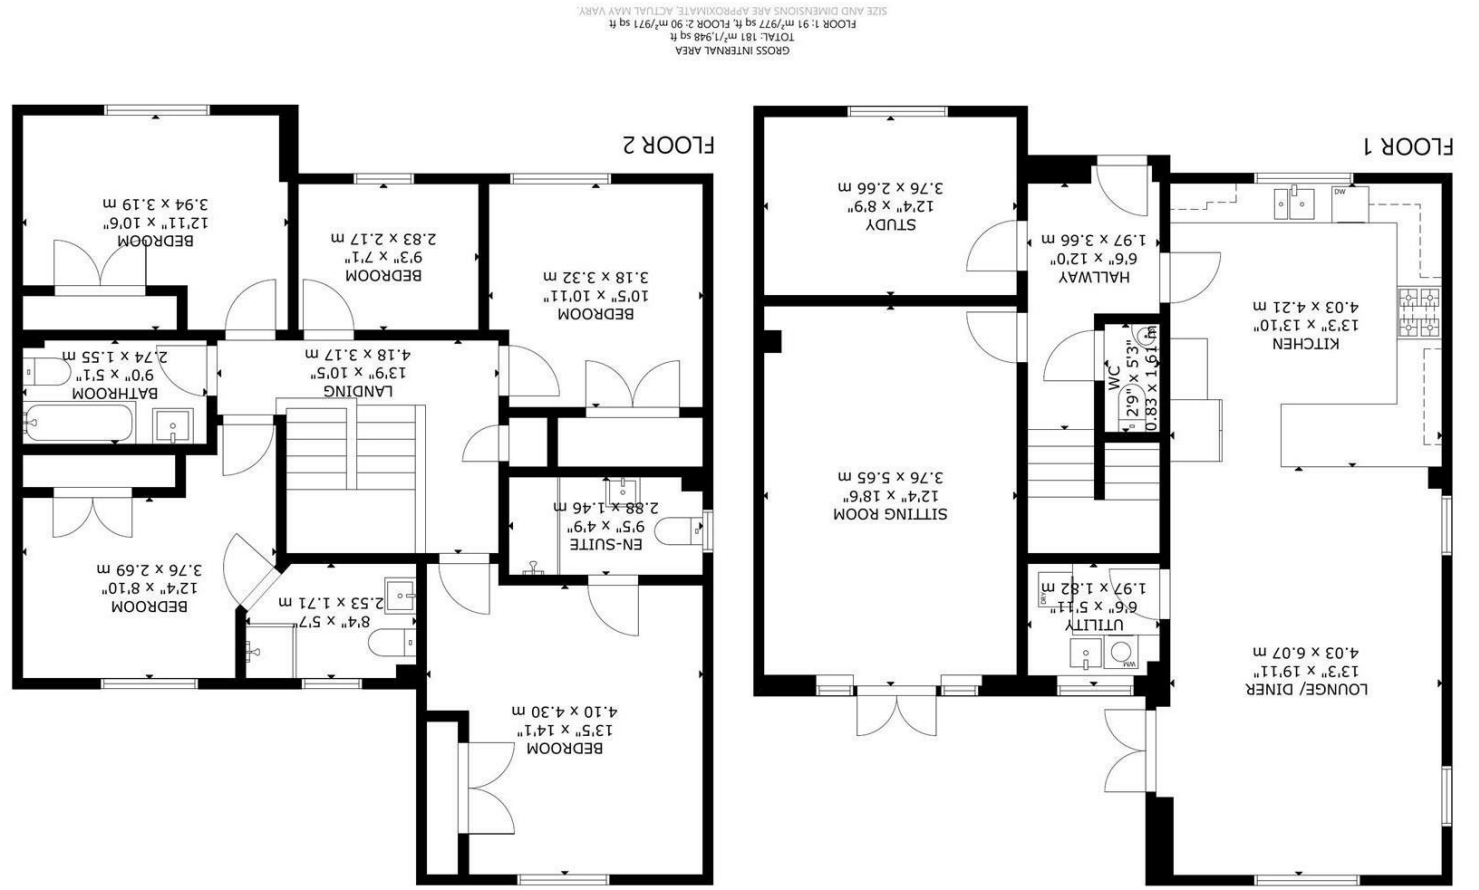 FLOOR 1
LOUNGE/ DINER
13'3" x 19'11"
4.03 x 6.07 m
UTILITY
6'6" x 5'11"
1.97 x 1.82 m
WM
DRY
SITTING ROOM
12'4" x 18'6"
3.76 x 5.65 m
KITCHEN
13'3" x 13'10"
4.03 x 4.21 m
DW
WC
2'9" x 5'3"
0.83 x 1.61 m
HALLWAY
6'6" x 12'0"
1.97 x 3.66 m
STUDY
12'4" x 8'9"
3.76 x 2.66 m
FLOOR 2
BEDROOM
13'5" x 14'1"
4.10 x 4.30 m
8'4" x 5'7"
2.53 x 1.71 m
BEDROOM
12'4" x 8'10"
3.76 x 2.69 m
EN-SUITE
9'5" x 4'9"
2.88 x 1.46 m
LANDING
13'9" x 10'5"
4.18 x 3.17 m
BATHROOM
9'0" x 5'1"
2.74 x 1.55 m
BEDROOM
10'5" x 10'11"
3.18 x 3.32 m
BEDROOM
9'3" x 7'1"
2.83 x 2.17 m
BEDROOM
12'11" x 10'6"
3.94 x 3.19 m
GROSS INTERNAL AREA
TOTAL: 181 m²/1,948 sq ft
FLOOR 1: 91 m²/977 sq ft, FLOOR 2: 90 m²/971 sq ft
SIZE AND DIMENSIONS ARE APPROXIMATE, ACTUAL MAY VARY.